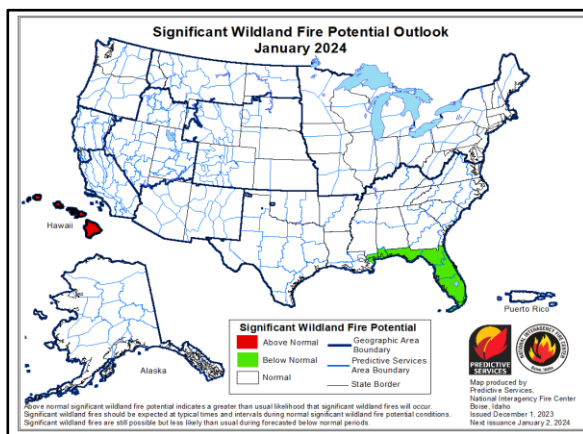 Significant Wildland Fire Potential Outlook
January 2024
Hawaii
Alaska
Puerto Rico
Significant Wildland Fire Potential
Above Normal
Below Normal
Normal
Geographic Area
Boundary
Predictive Services
Area Boundary
State Border
PREDICTIVE
SERVICES
NATIONAL INTERAGENCY FIRE CENTER
Map produced by
Predictive Services,
National Interagency Fire Center
Boise, Idaho
Issued December 1, 2023
Next issuance January 2, 2024
Above normal significant wildland fire potential indicates a greater than usual likelihood that significant wildland fires will occur.
Significant wildland fires should be expected at typical times and intervals during normal significant wildland fire potential conditions.
Significant wildland fires are still possible but less likely than usual during forecasted below normal periods.